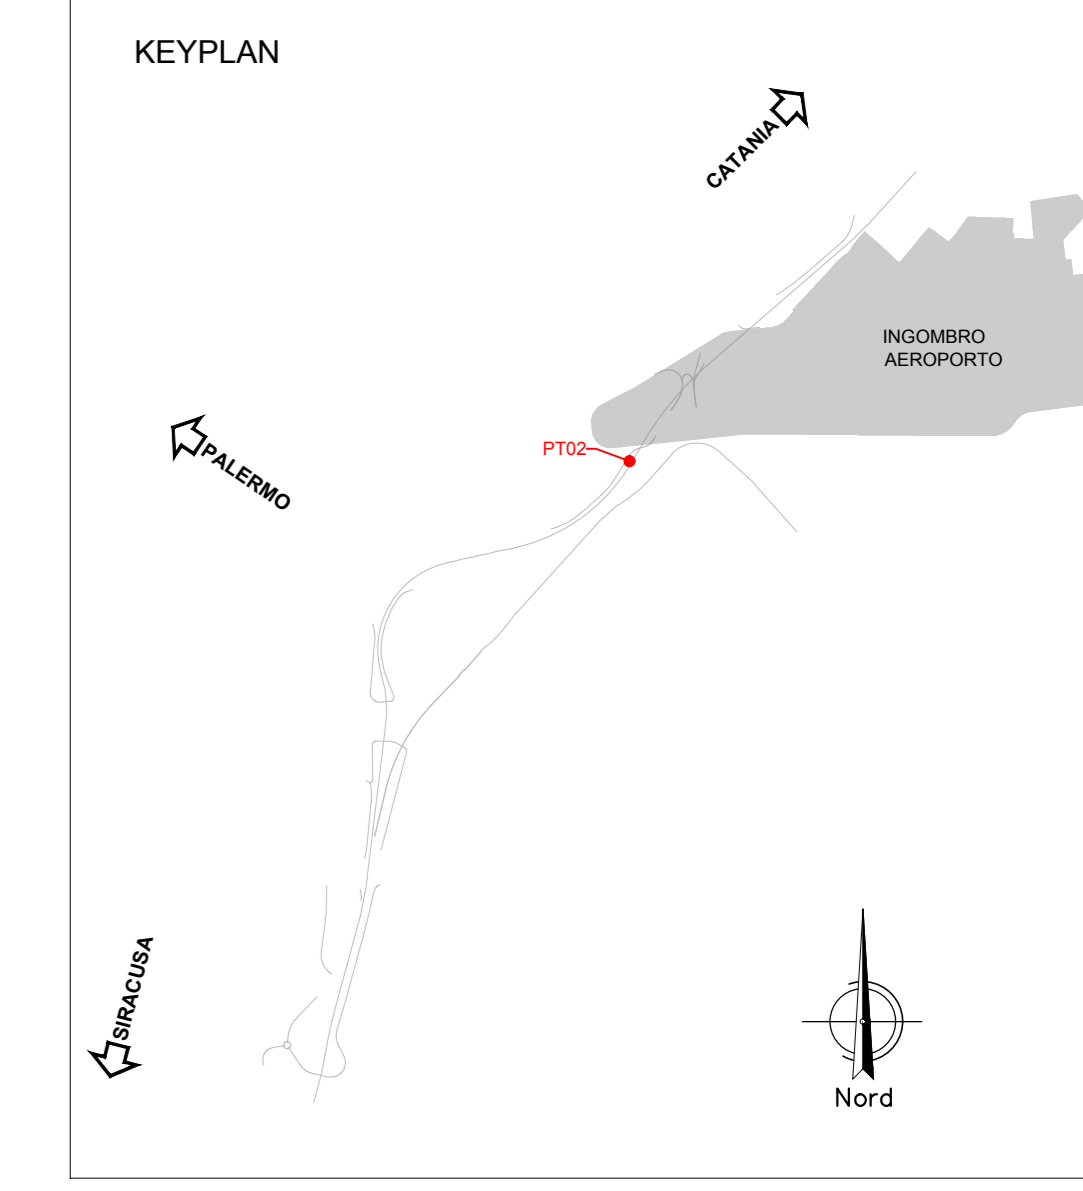 KEYPLAN
CATANIA
INGOMBRO
AEROPORTO
PT02
PALERMO
SIRACUSA
Nord